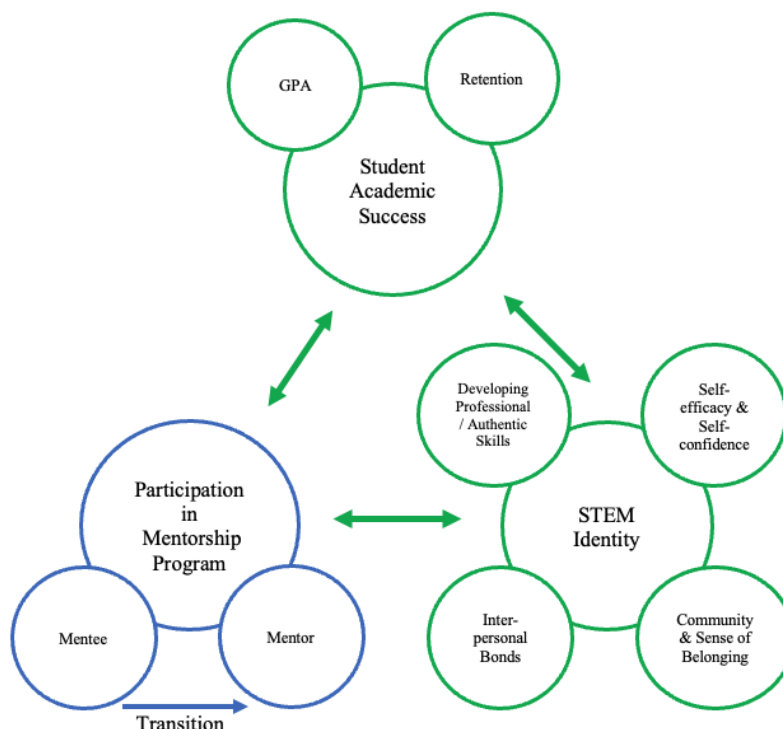 GPA
Retention
Student
Academic
Success
Developing
Professional
/ Authentic
Skills
Self-
efficacy &
Self-
confidence
Participation
in
Mentorship
Program
STEM
Identity
Mentee
Mentor
Inter-
personal
Bonds
Community
& Sense of
Belonging
Transition